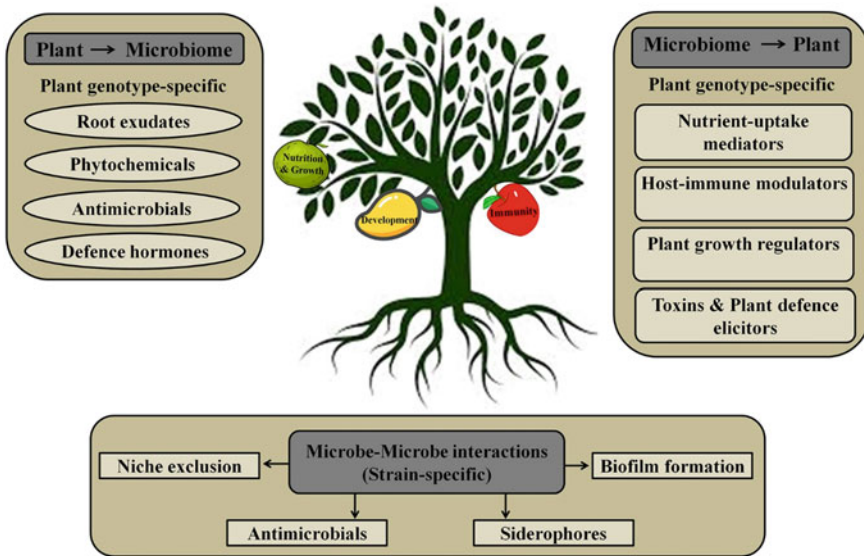 Plant → Microbiome
Plant genotype-specific
Root exudates
Phytochemicals
Antimicrobials
Defence hormones
Nutrition
& Growth
Development
Immunity
Microbiome → Plant
Plant genotype-specific
Nutrient-uptake
mediators
Host-immune modulators
Plant growth regulators
Toxins & Plant defence
elicitors
Microbe-Microbe interactions
(Strain-specific)
Niche exclusion
Biofilm formation
Antimicrobials
Siderophores